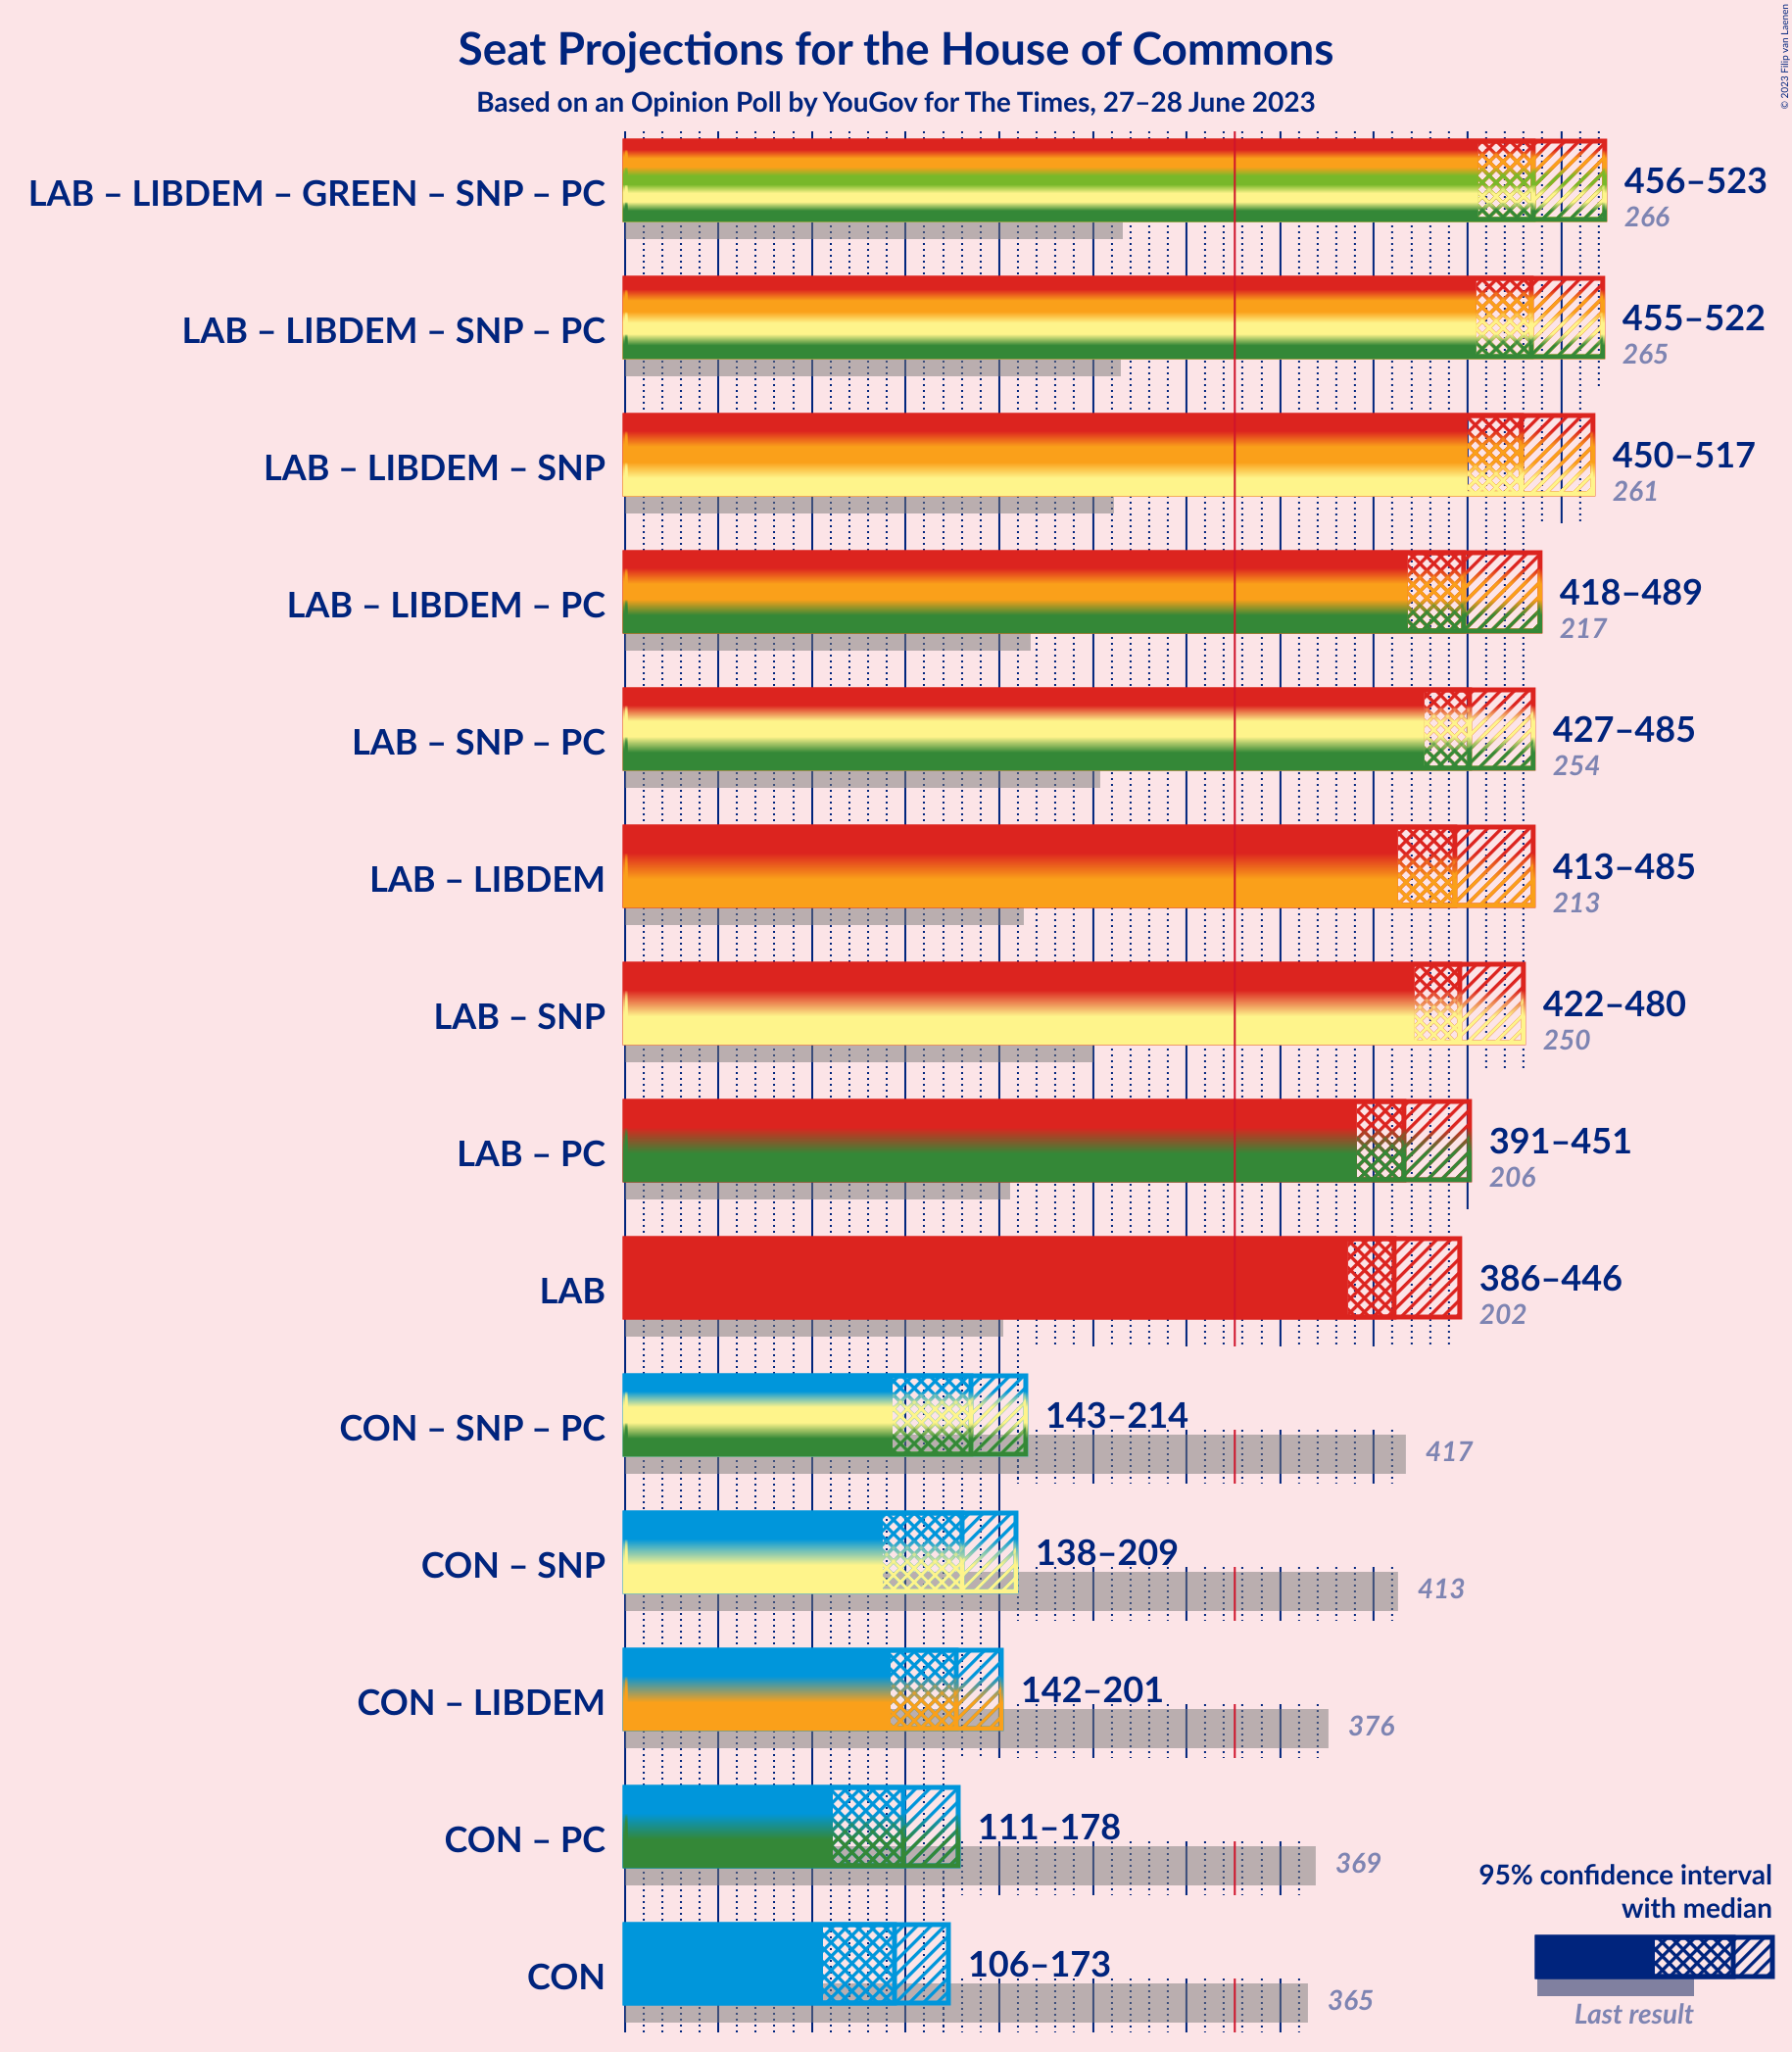 Seat Projections for the House of Commons
Based on an Opinion Poll by YouGov for The Times, 27–28 June 2023
© 2023 Filip van Laenen
LAB – LIBDEM – GREEN – SNP – PC
456–523
266
LAB – LIBDEM – SNP – PC
455–522
265
LAB – LIBDEM – SNP
450–517
261
LAB – LIBDEM – PC
418–489
217
LAB – SNP – PC
427–485
254
LAB – LIBDEM
413–485
213
LAB – SNP
422–480
250
LAB – PC
391–451
206
LAB
386–446
202
CON – SNP – PC
143–214
417
CON – SNP
138–209
413
CON – LIBDEM
142–201
376
CON – PC
111–178
369
CON
106–173
365
95% confidence interval
with median
Last result